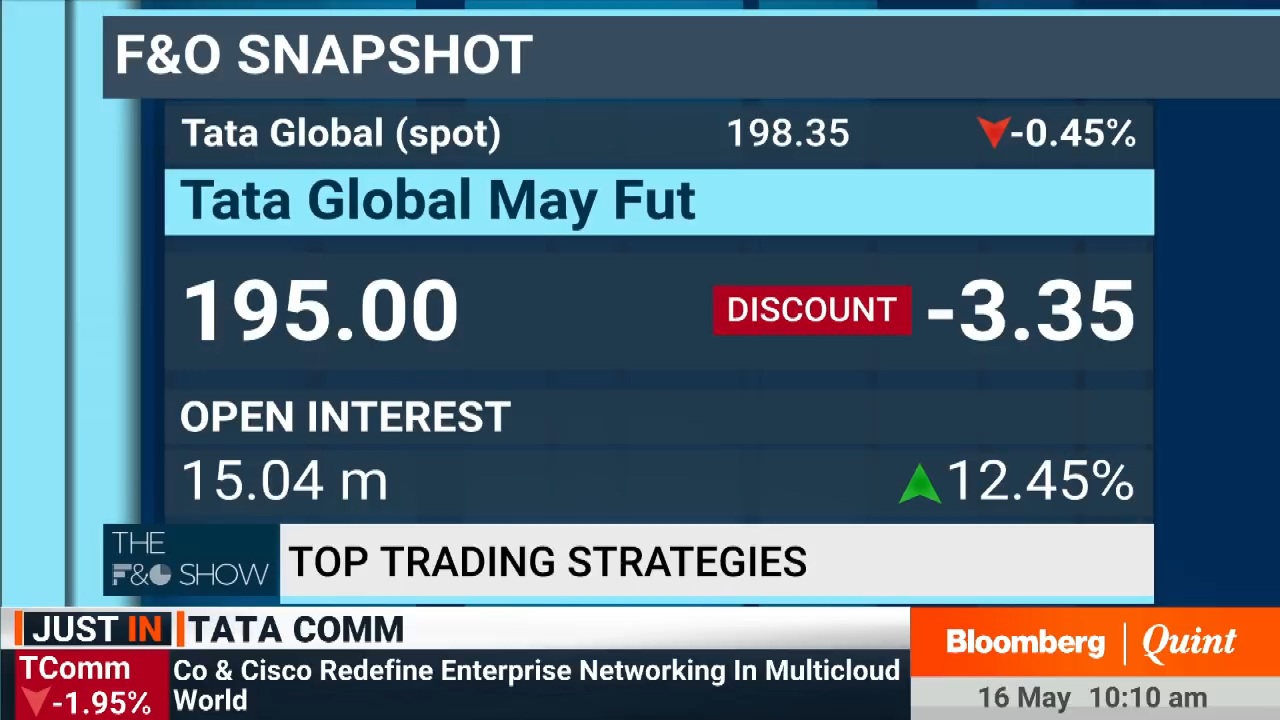 F&O SNAPSHOT
Tata Global (spot) 198.35 -0.45%
Tata Global May Fut
195.00 DISCOUNT -3.35
OPEN INTEREST
15.04 m 12.45%
THE
F&O SHOW
TOP TRADING STRATEGIES
JUST IN TATA COMM
TComm
-1.95%
Co & Cisco Redefine Enterprise Networking In Multicloud
World
Bloomberg | Quint
16 May 10:10 am